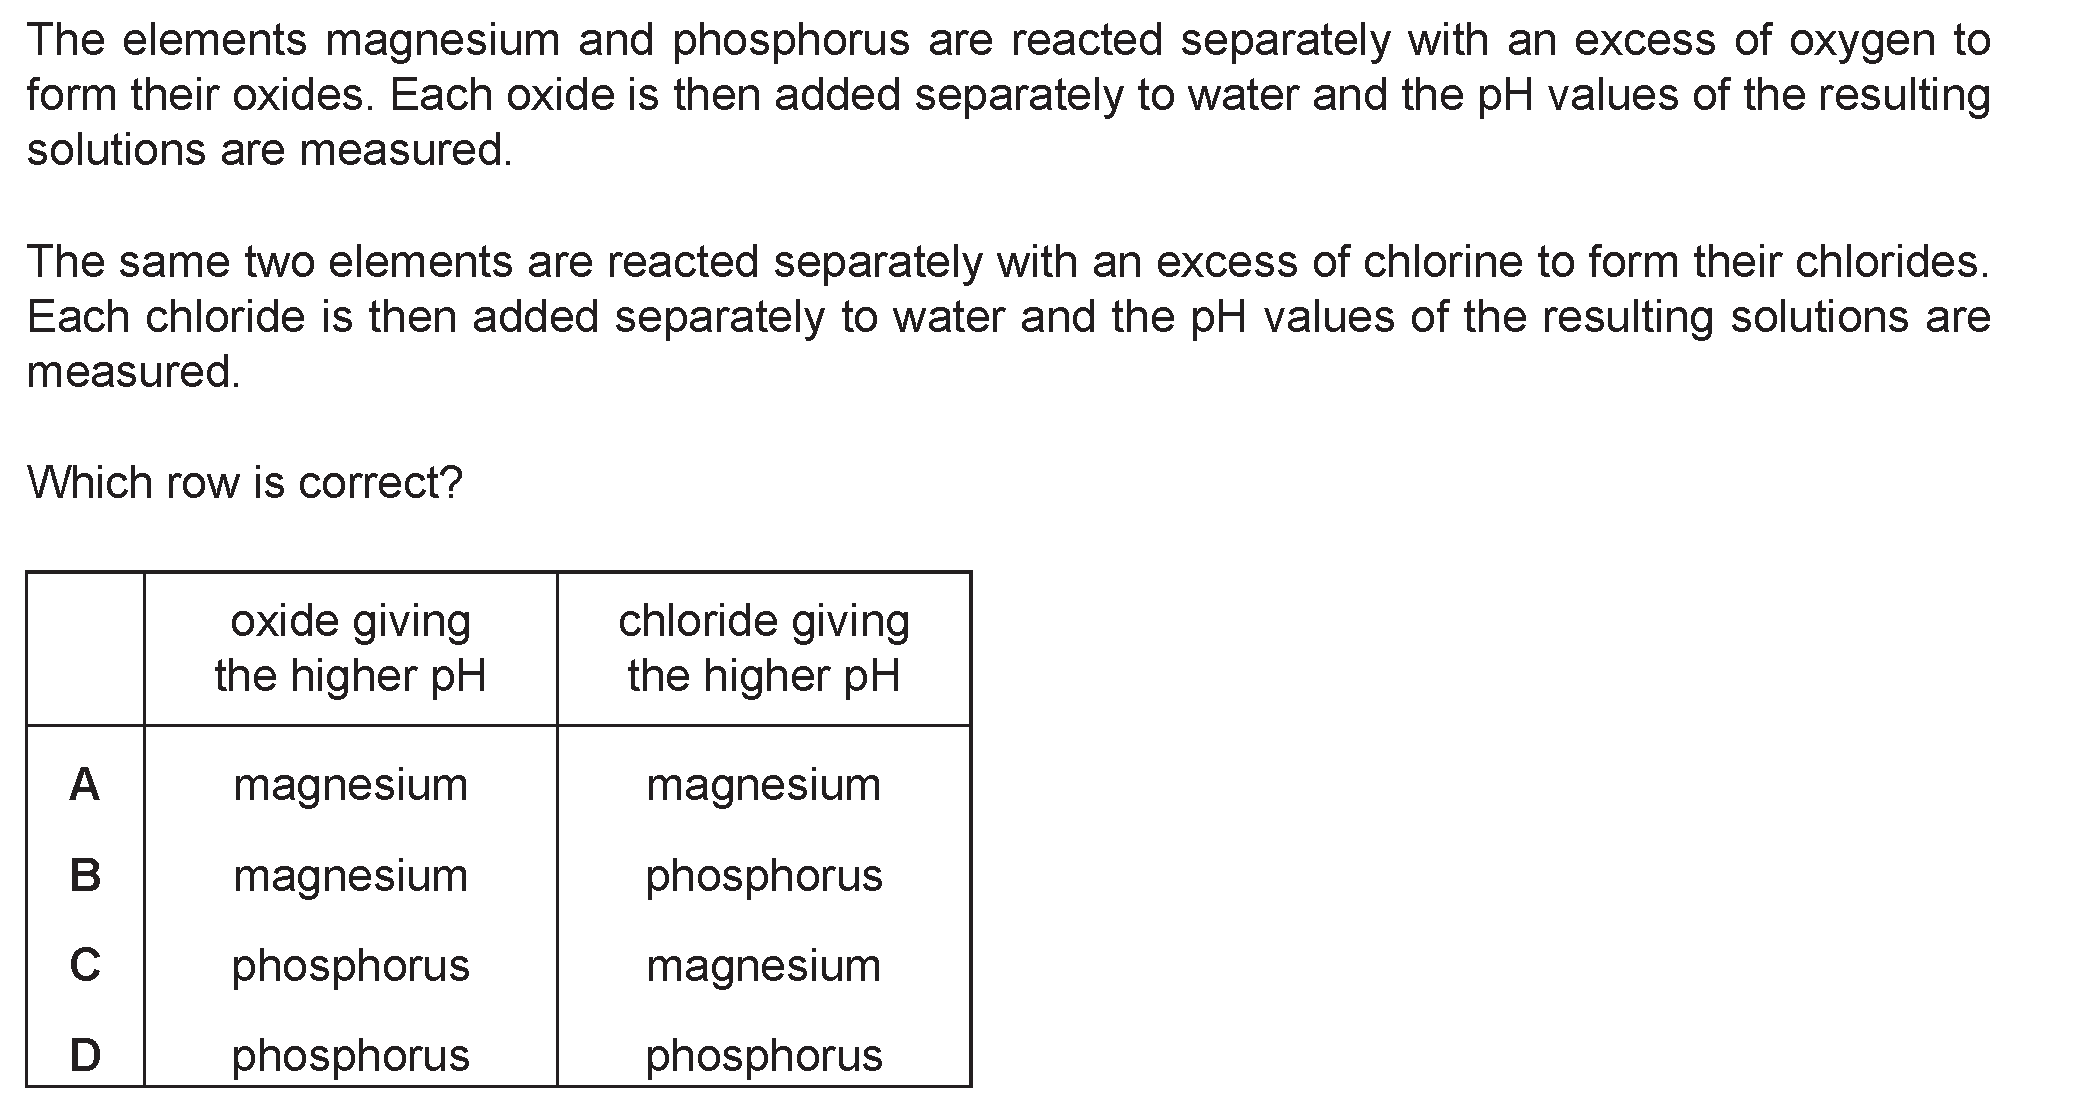 The elements magnesium and phosphorus are reacted separately with an excess of oxygen to
form their oxides. Each oxide is then added separately to water and the pH values of the resulting
solutions are measured.
The same two elements are reacted separately with an excess of chlorine to form their chlorides.
Each chloride is then added separately to water and the pH values of the resulting solutions are
measured.
Which row is correct?
oxide giving the higher pH chloride giving the higher pH
A magnesium magnesium
B magnesium phosphorus
C phosphorus magnesium
D phosphorus phosphorus